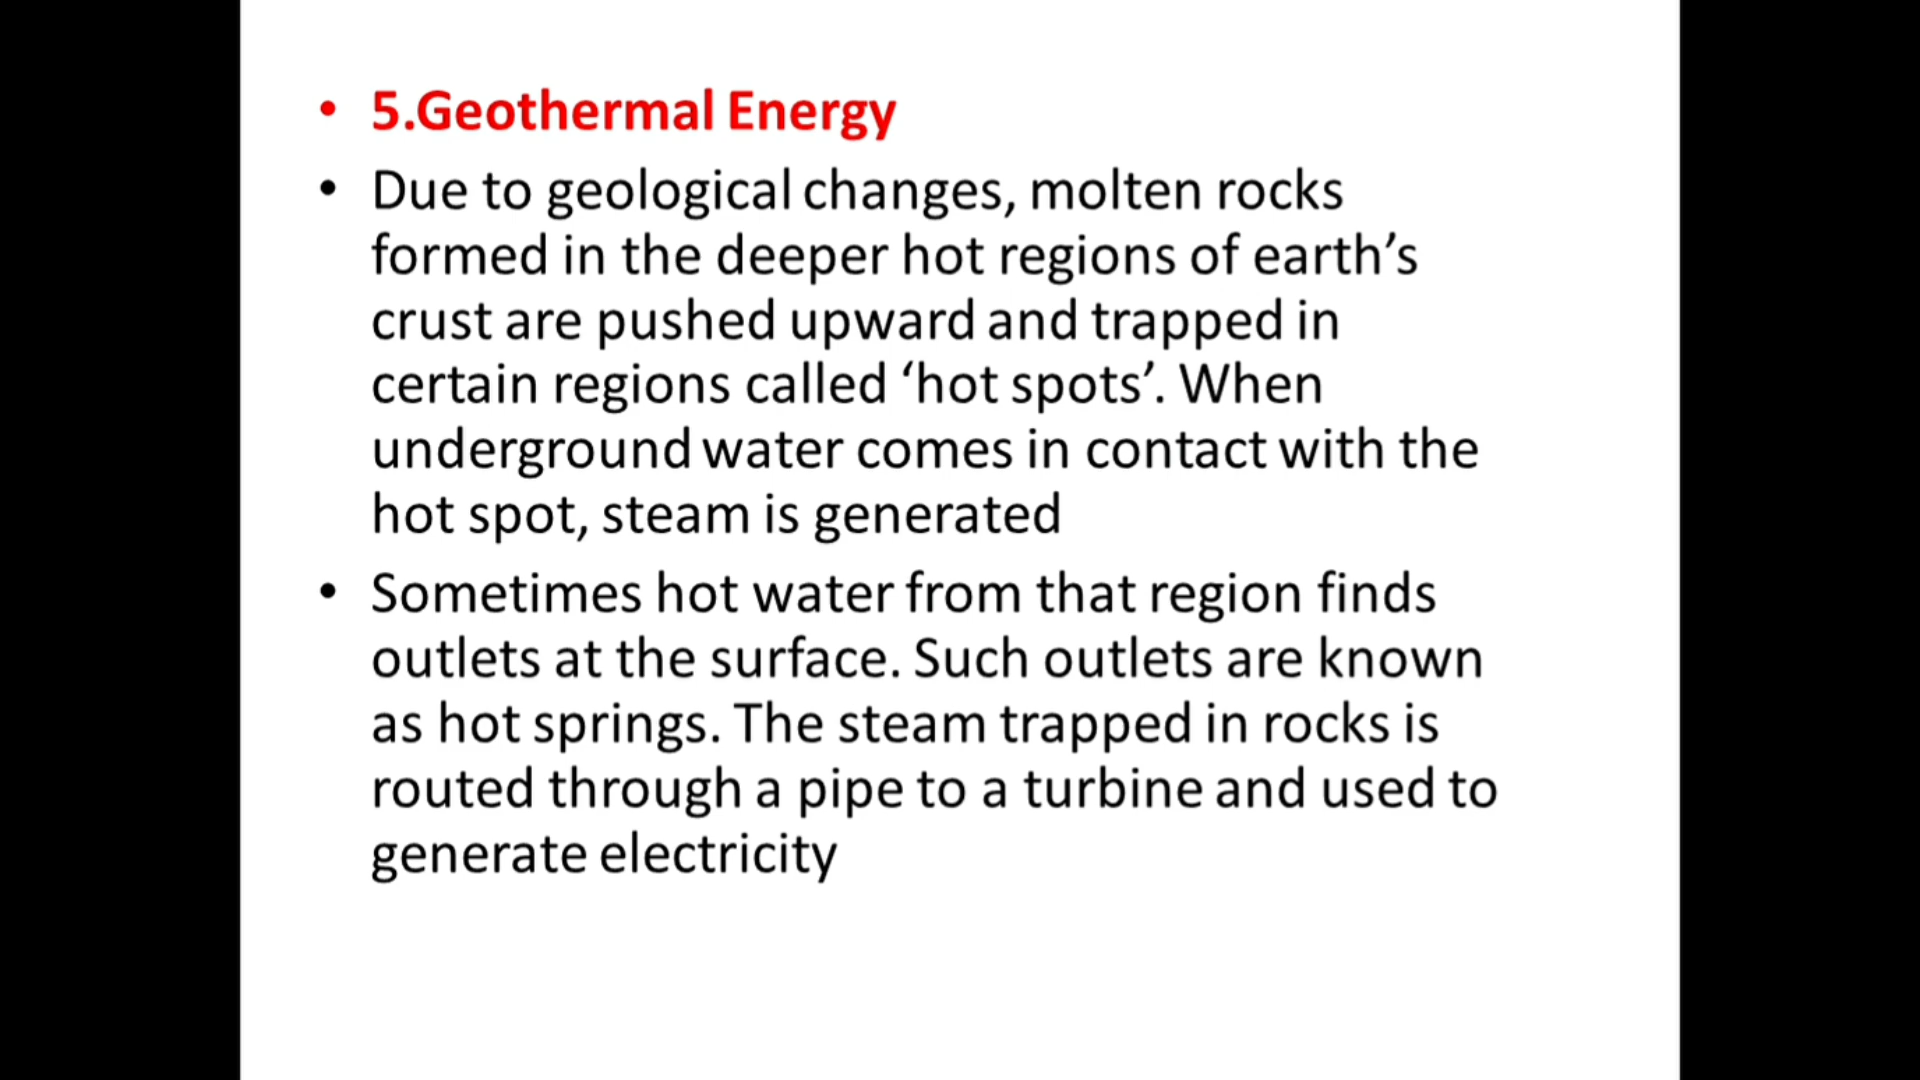 • 5.Geothermal Energy
• Due to geological changes, molten rocks
formed in the deeper hot regions of earth’s
crust are pushed upward and trapped in
certain regions called ‘hot spots’. When
underground water comes in contact with the
hot spot, steam is generated
• Sometimes hot water from that region finds
outlets at the surface. Such outlets are known
as hot springs. The steam trapped in rocks is
routed through a pipe to a turbine and used to
generate electricity